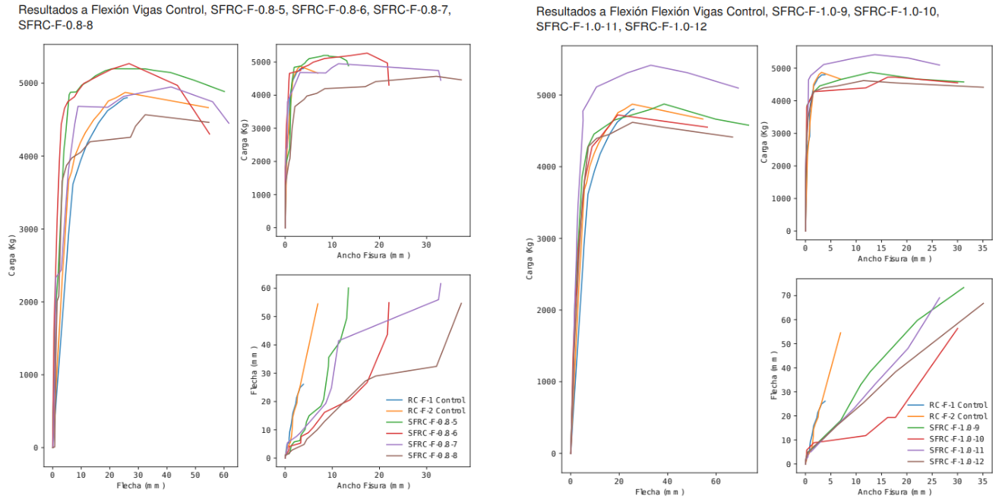 Resultados a Flexión Vigas Control, SFRC-F-0.8-5, SFRC-F-0.8-6, SFRC-F-0.8-7,
SFRC-F-0.8-8
5000
4000
3000
2000
1000
0
Carga (Kg)
0 10 20 30 40 50 60
Flecha (mm)
5000
4000
3000
2000
1000
0
Carga (Kg)
0 10 20 30
Ancho Fisura (mm)
60
50
40
30
20
10
0
Flecha (mm)
RC-F-1 Control
RC-F-2 Control
SFRC-F-0.8-5
SFRC-F-0.8-6
SFRC-F-0.8-7
SFRC-F-0.8-8
0 10 20 30
Ancho Fisura (mm)
Resultados a Flexión Flexión Vigas Control, SFRC-F-1.0-9, SFRC-F-1.0-10,
SFRC-F-1.0-11, SFRC-F-1.0-12
5000
4000
3000
2000
1000
0
Carga (Kg)
0 20 40 60
Flecha (mm)
5000
4000
3000
2000
1000
0
Carga (Kg)
0 5 10 15 20 25 30 35
Ancho Fisura (mm)
70
60
50
40
30
20
10
0
Flecha (mm)
RC-F-1 Control
RC-F-2 Control
SFRC-F-1.0-9
SFRC-F-1.0-10
SFRC-F-1.0-11
SFRC-F-1.0-12
0 5 10 15 20 25 30 35
Ancho Fisura (mm)